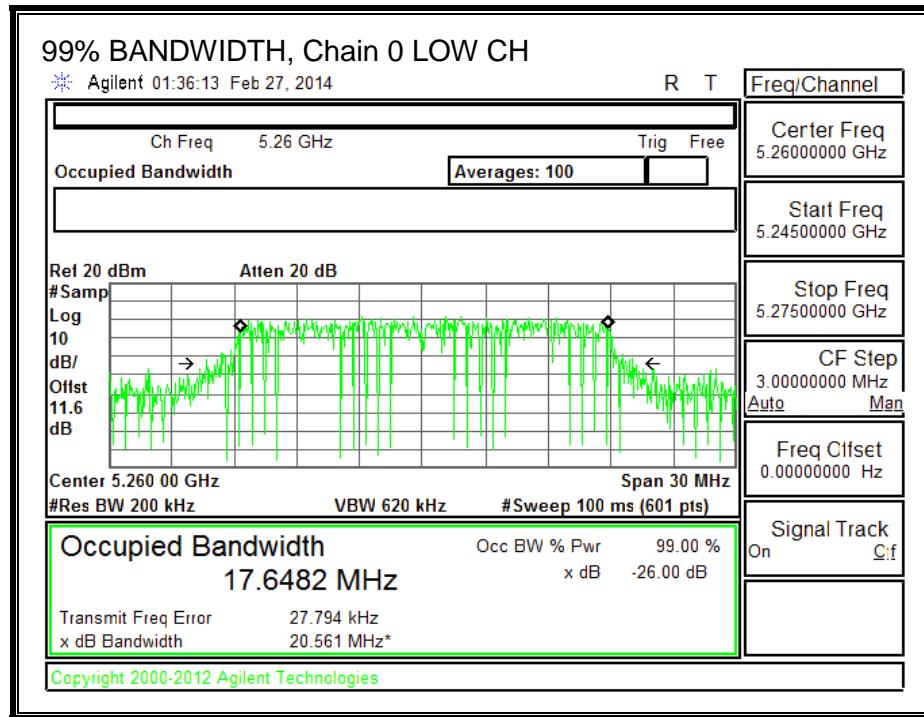 99% BANDWIDTH, Chain 0 LOW CH
Agilent 01:36:13 Feb 27, 2014 R T
Freq/Channel
Ch Freq 5.26 GHz Trig Free
Occupied Bandwidth Averages: 100
Center Freq
5.26000000 GHz
Start Freq
5.24500000 GHz
Stop Freq
5.27500000 GHz
CF Step
3.00000000 MHz
Auto Man
Freq Offset
0.00000000 Hz
Signal Track
On Off
Ref 20 dBm Atten 20 dB
#Samp
Log
10
dB/
Offst
11.6
dB
Center 5.260 00 GHz Span 30 MHz
#Res BW 200 kHz VBW 620 kHz #Sweep 100 ms (601 pts)
Occupied Bandwidth Occ BW % Pwr 99.00 %
17.6482 MHz x dB -26.00 dB
Transmit Freq Error 27.794 kHz
x dB Bandwidth 20.561 MHz*
Copyright 2000-2012 Agilent Technologies